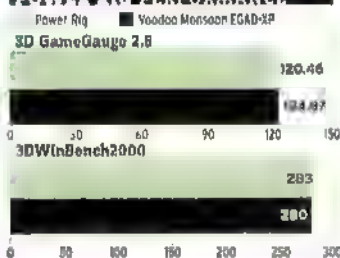 Power Rig Voodoo Monsoon EGAD-XP
3D GameGauge 2.5
120.46
0 30 60 90 120 150
3DWinBench2000
283
280
0 50 100 150 200 250 300